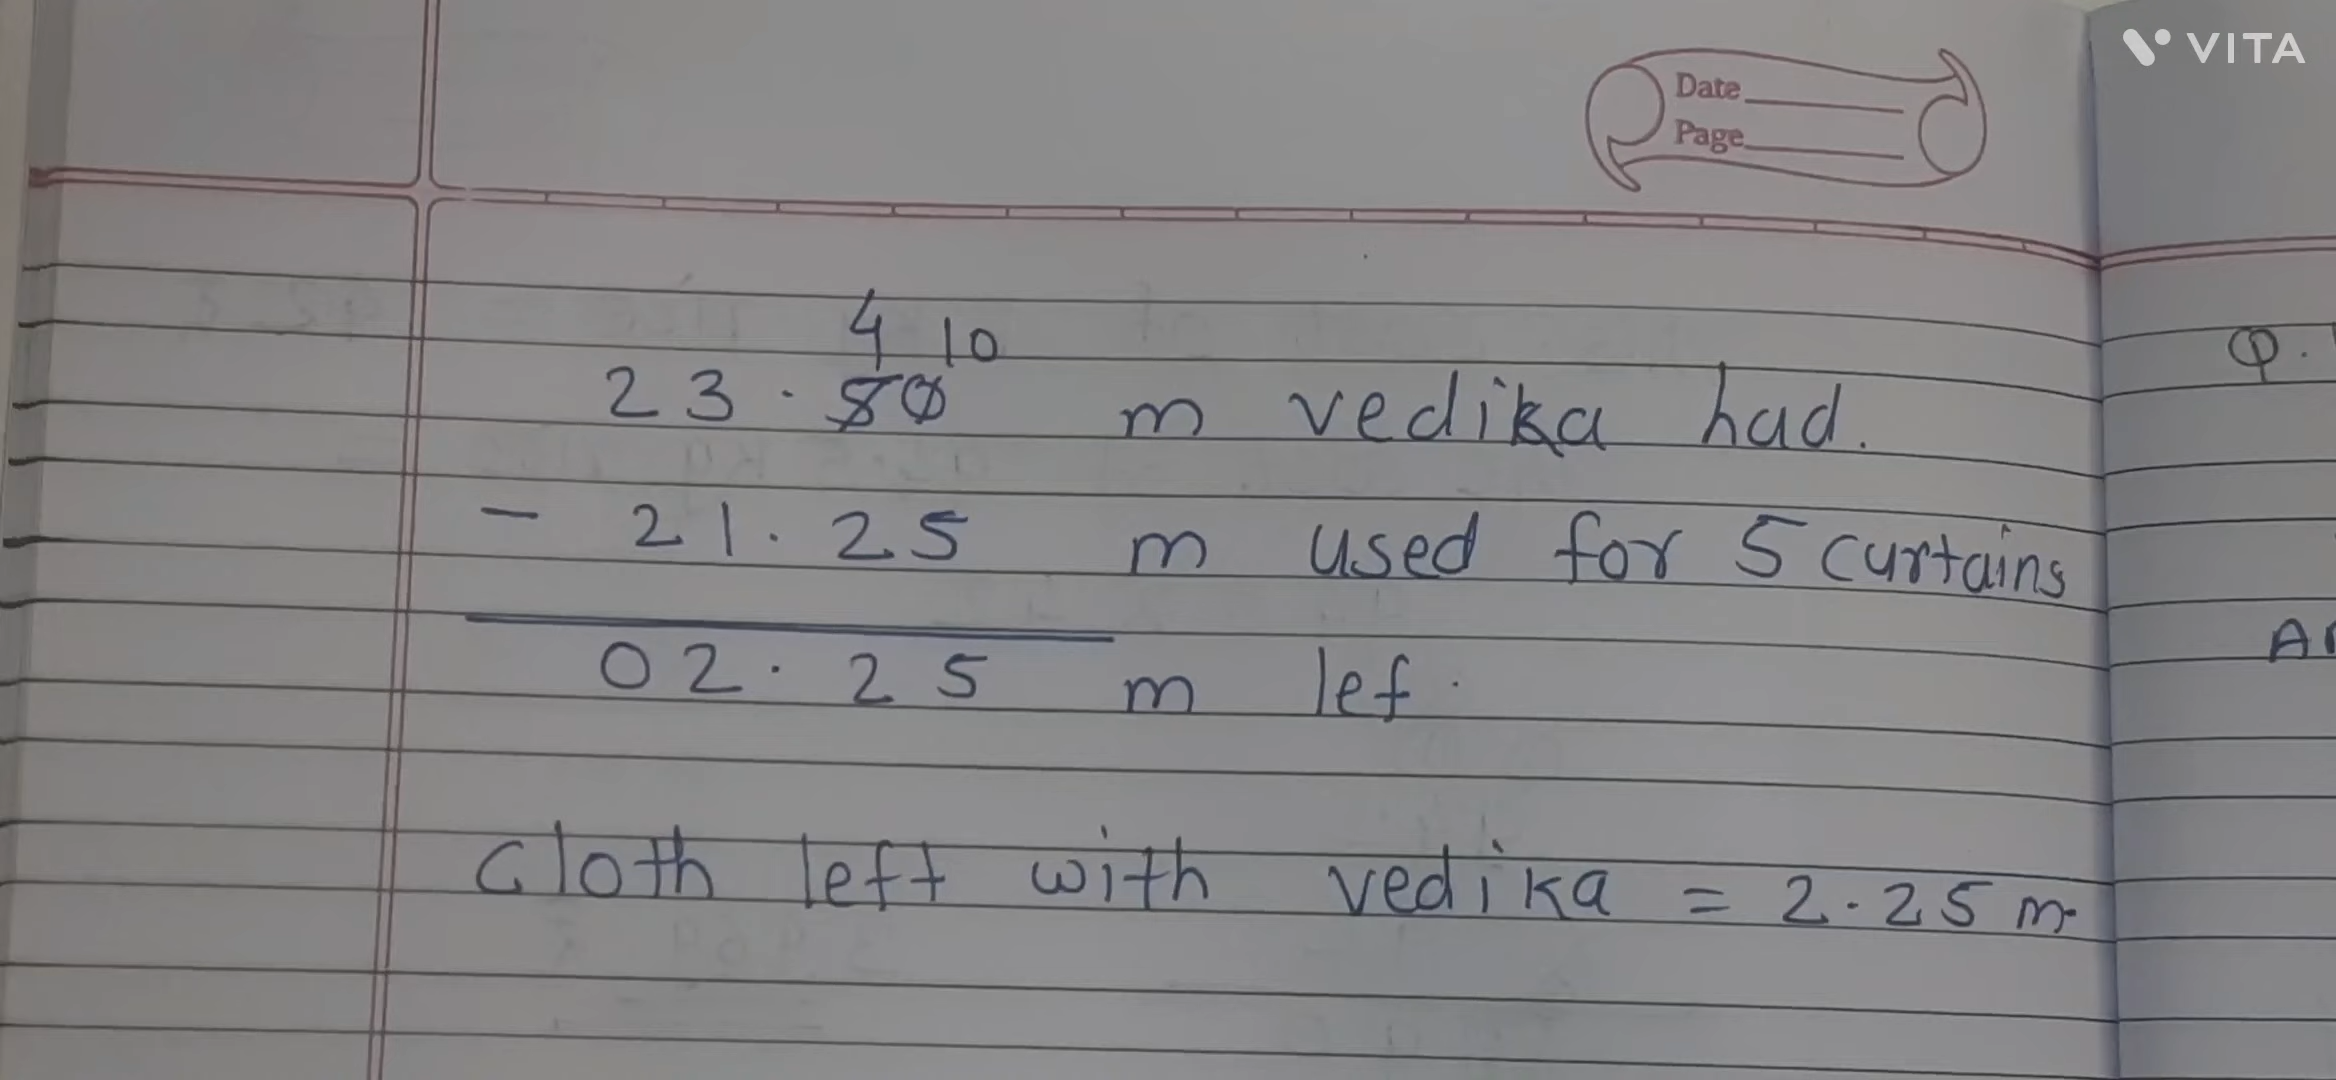 VITA
Date
Page
4 10
23.50 m vedika had.
- 21.25 m used for 5 curtains
02.25 m lef.
cloth left with vedika = 2.25 m
Q.